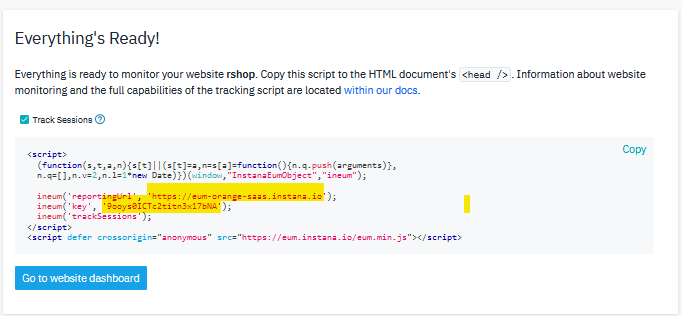 Everything's Ready!
Everything is ready to monitor your website rshop. Copy this script to the HTML document's <head />. Information about website
monitoring and the full capabilities of the tracking script are located within our docs.
Track Sessions ?
Copy
<script>
(function(s,t,a,n){s[t]||(s[t]=a,n=s[a]=function(){n.q.push(arguments)},
n.q=[],n.v=2,n.l=1*new Date)})(window,"InstanaEumObject","ineum");
ineum('reportingUrl', 'https://eum-orange-saas.instana.io');
ineum('key', '9ooys0ICTc2titn3x17bNA');
ineum('trackSessions');
</script>
<script defer crossorigin="anonymous" src="https://eum.instana.io/eum.min.js"></script>
Go to website dashboard